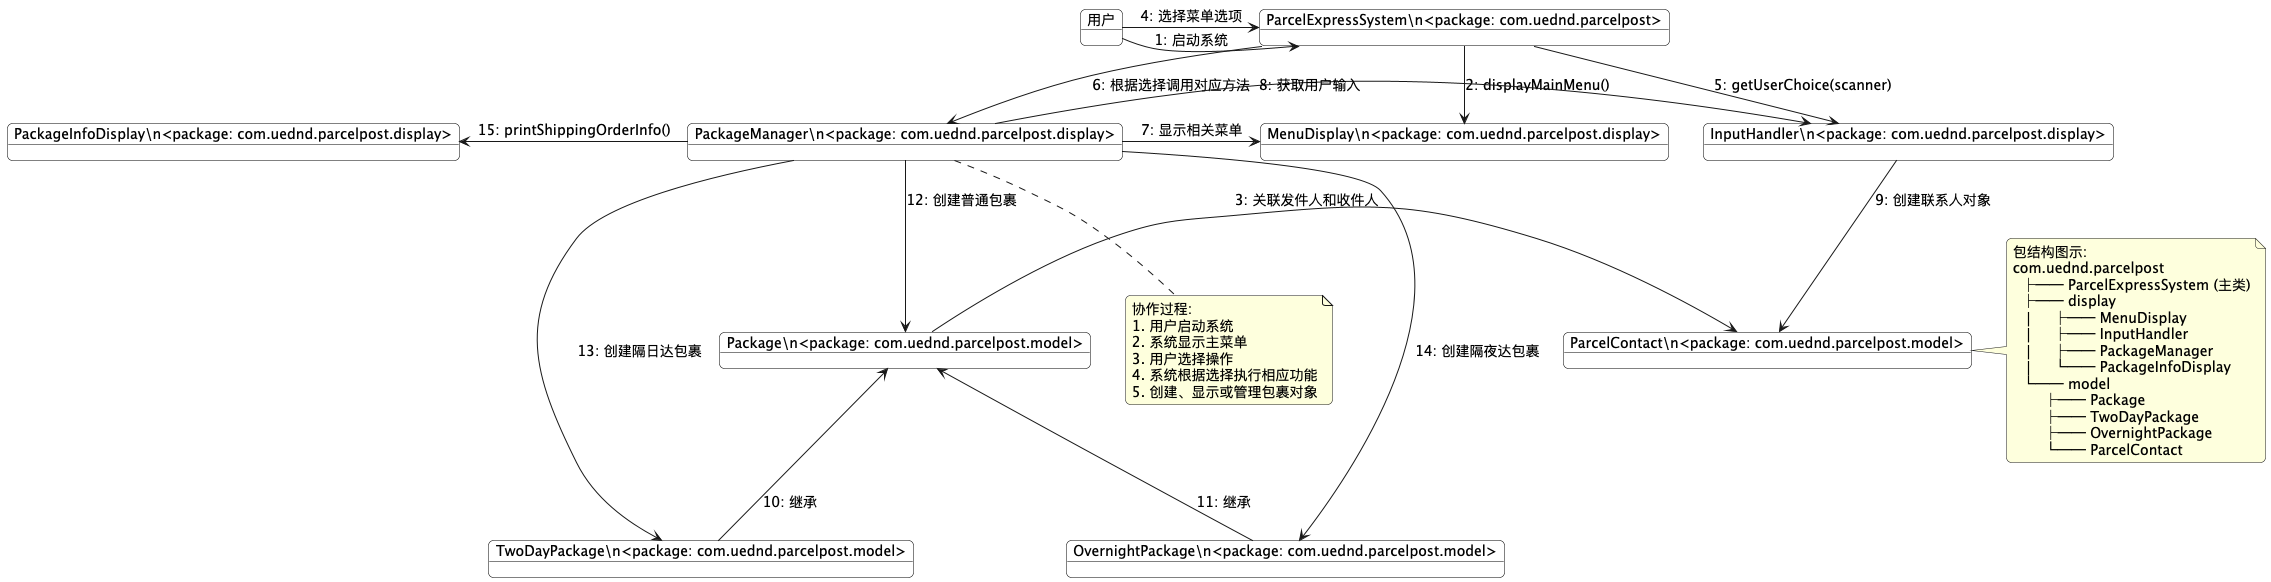 用户
4: 选择菜单选项
ParcelExpressSystem\n<package: com.uednd.parcelpost>
1: 启动系统
6: 根据选择调用对应方法
8: 获取用户输入
2: displayMainMenu()
5: getUserChoice(scanner)
PackageInfoDisplay\n<package: com.uednd.parcelpost.display>
15: printShippingOrderInfo()
PackageManager\n<package: com.uednd.parcelpost.display>
7: 显示相关菜单
MenuDisplay\n<package: com.uednd.parcelpost.display>
InputHandler\n<package: com.uednd.parcelpost.display>
12: 创建普通包裹
3: 关联发件人和收件人
9: 创建联系人对象
包结构图示:
com.uednd.parcelpost
├── ParcelExpressSystem (主类)
├── display
│ ├── MenuDisplay
│ ├── InputHandler
│ ├── PackageManager
│ └── PackageInfoDisplay
└── model
├── Package
├── TwoDayPackage
├── OvernightPackage
└── ParcelContact
协作过程:
1. 用户启动系统
2. 系统显示主菜单
3. 用户选择操作
4. 系统根据选择执行相应功能
5. 创建、显示或管理包裹对象
13: 创建隔日达包裹
Package\n<package: com.uednd.parcelpost.model>
14: 创建隔夜达包裹
ParcelContact\n<package: com.uednd.parcelpost.model>
10: 继承
11: 继承
TwoDayPackage\n<package: com.uednd.parcelpost.model>
OvernightPackage\n<package: com.uednd.parcelpost.model>